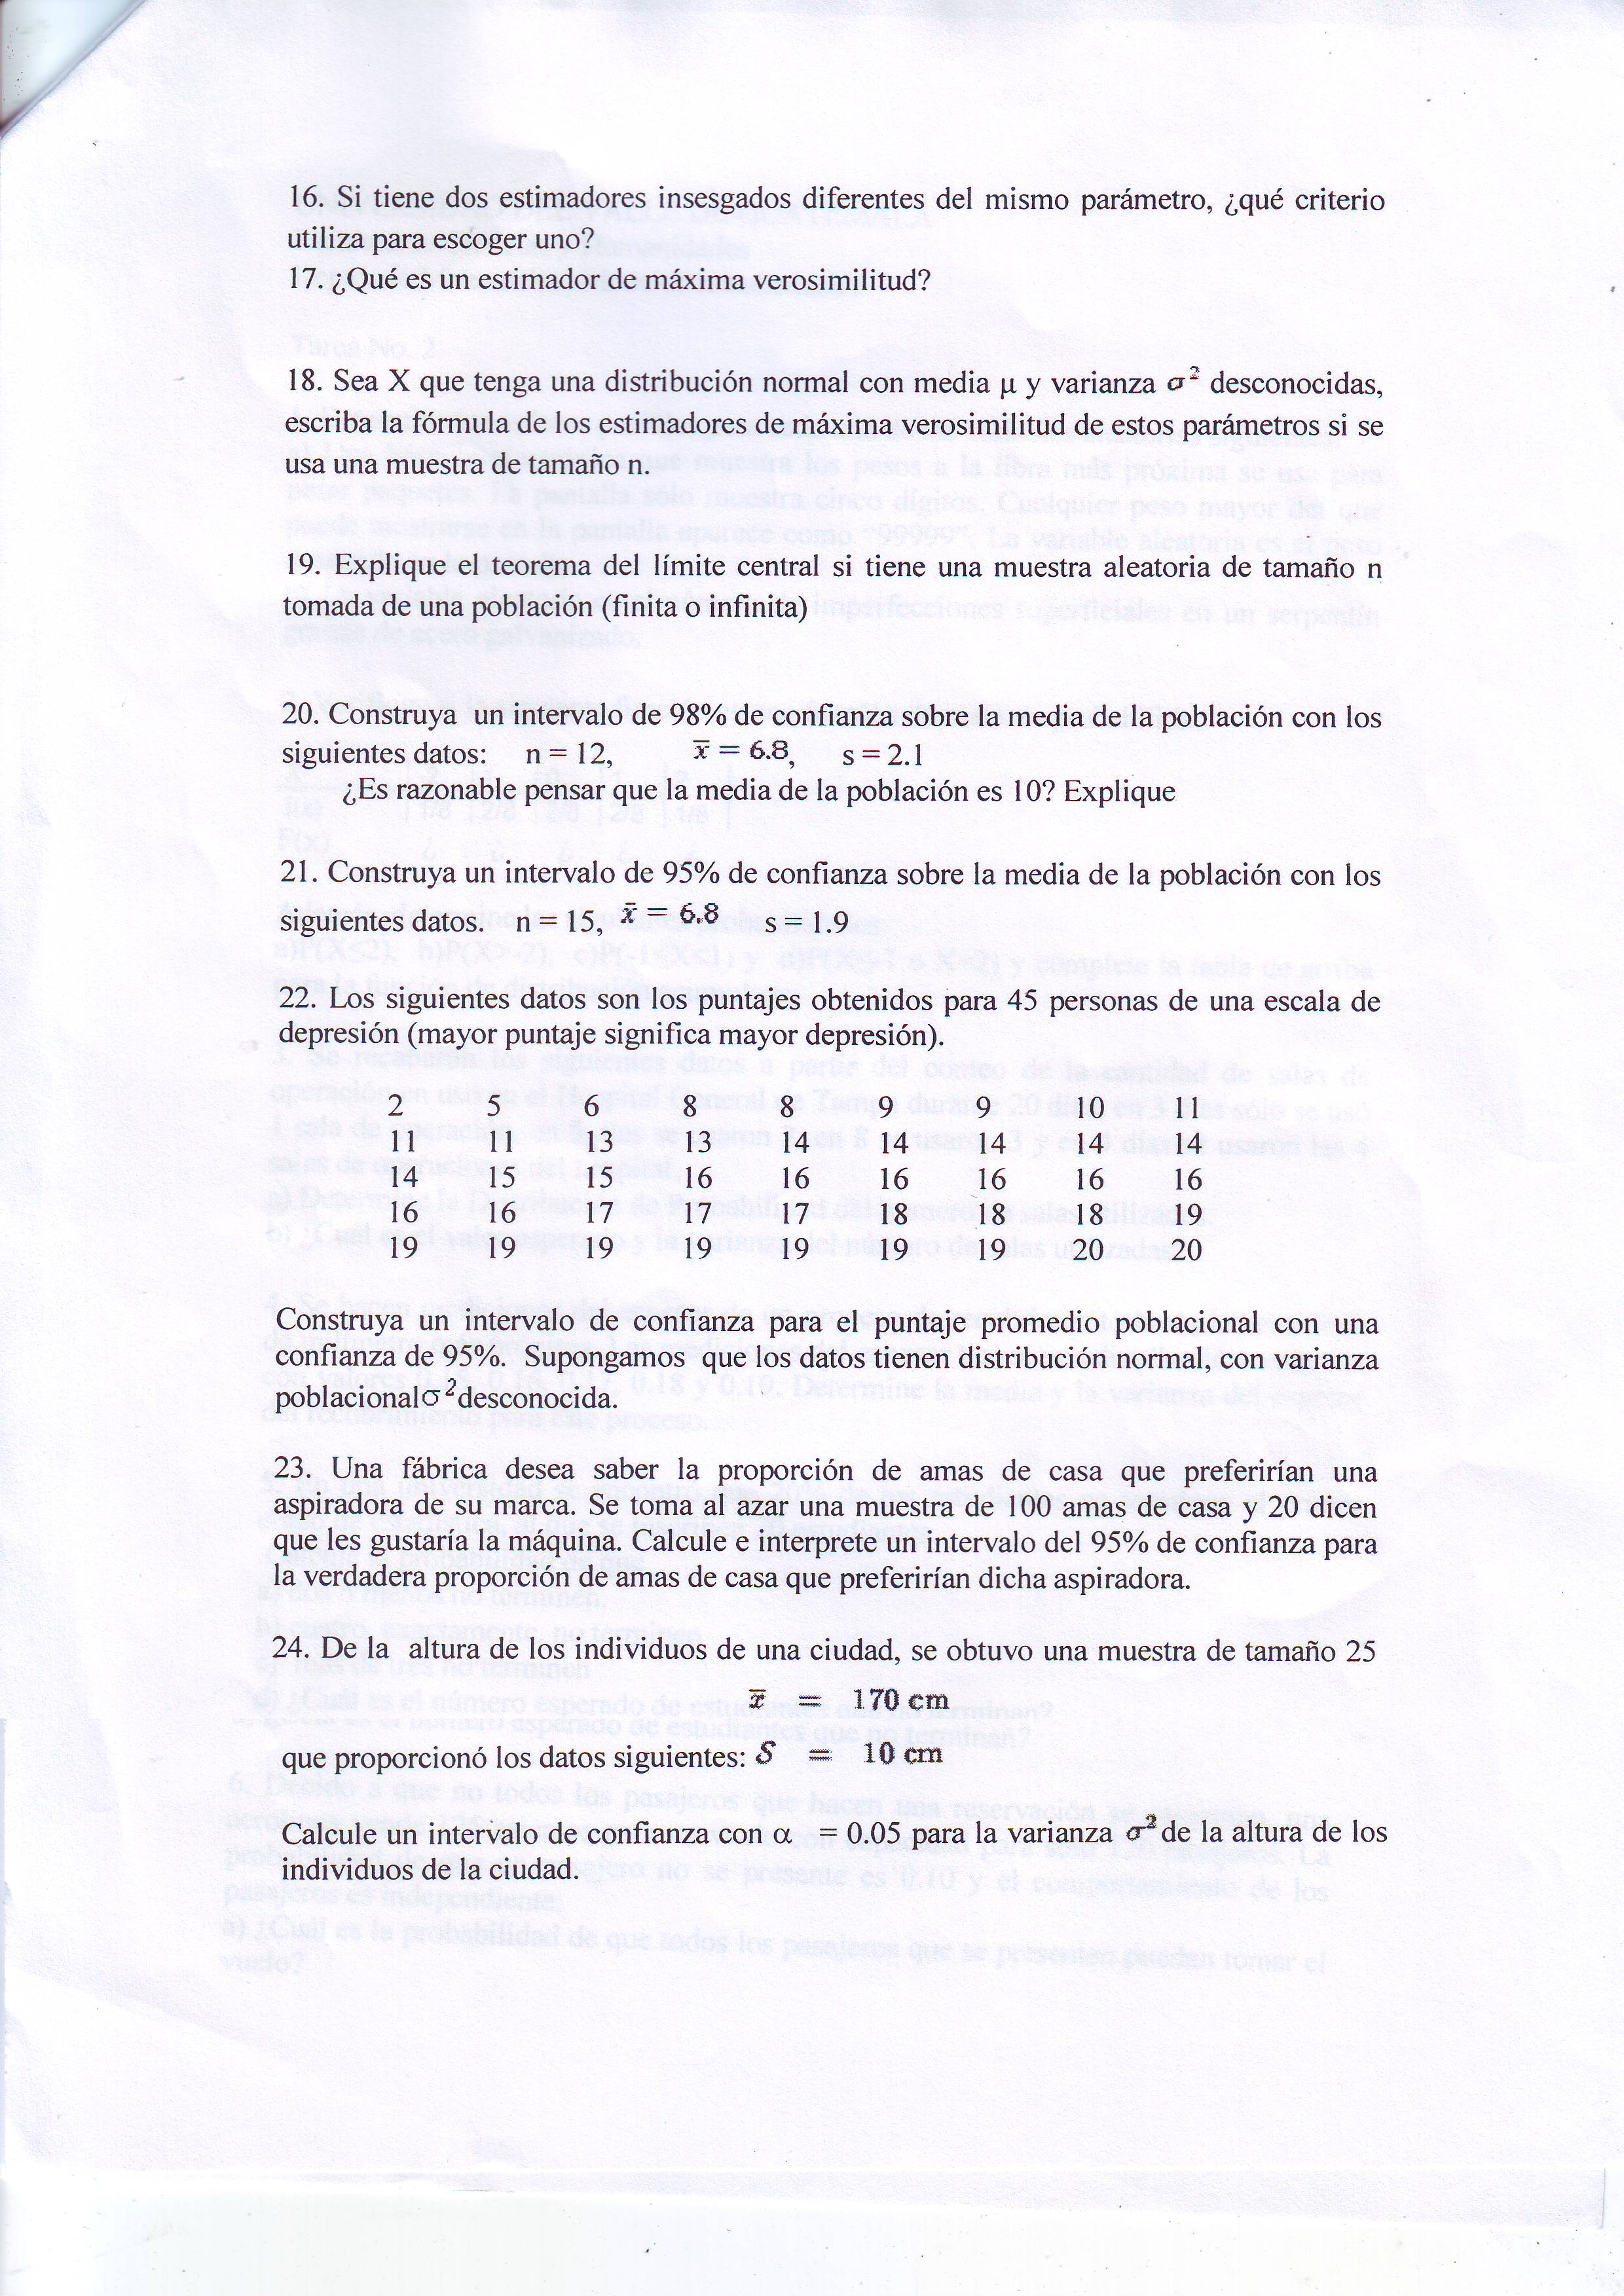 16. Si tiene dos estimadores insesgados diferentes del mismo parámetro, ¿qué criterio
utiliza para escoger uno?
17. ¿Qué es un estimador de máxima verosimilitud?
18. Sea X que tenga una distribución normal con media μ y varianza σ² desconocidas,
escriba la fórmula de los estimadores de máxima verosimilitud de estos parámetros si se
usa una muestra de tamaño n.
19. Explique el teorema del límite central si tiene una muestra aleatoria de tamaño n
tomada de una población (finita o infinita)
20. Construya un intervalo de 98% de confianza sobre la media de la población con los
siguientes datos: n = 12, x̄ = 6.8, s = 2.1
¿Es razonable pensar que la media de la población es 10? Explique
21. Construya un intervalo de 95% de confianza sobre la media de la población con los
siguientes datos. n = 15, x̄ = 6.8 s = 1.9
22. Los siguientes datos son los puntajes obtenidos para 45 personas de una escala de
depresión (mayor puntaje significa mayor depresión).
2 5 6 8 8 9 9 10 11
11 11 13 13 14 14 14 14 14
14 15 15 16 16 16 16 16 16
16 16 17 17 17 18 18 18 19
19 19 19 19 19 19 19 20 20
Construya un intervalo de confianza para el puntaje promedio poblacional con una
confianza de 95%. Supongamos que los datos tienen distribución normal, con varianza
poblacional σ² desconocida.
23. Una fábrica desea saber la proporción de amas de casa que preferirían una
aspiradora de su marca. Se toma al azar una muestra de 100 amas de casa y 20 dicen
que les gustaría la máquina. Calcule e interprete un intervalo del 95% de confianza para
la verdadera proporción de amas de casa que preferirían dicha aspiradora.
24. De la altura de los individuos de una ciudad, se obtuvo una muestra de tamaño 25
x̄ = 170 cm
que proporcionó los datos siguientes: S = 10 cm
Calcule un intervalo de confianza con α = 0.05 para la varianza σ² de la altura de los
individuos de la ciudad.